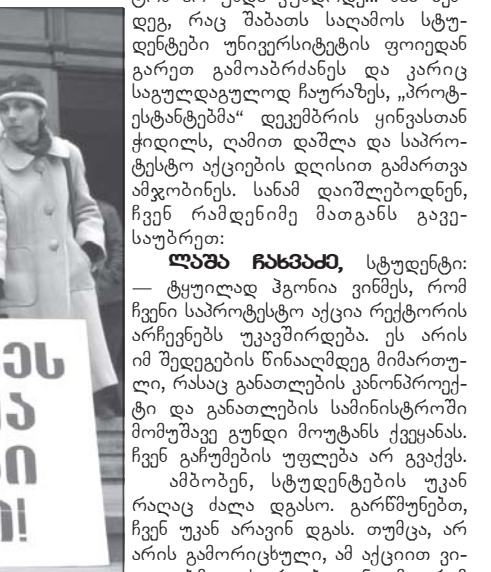 დეგ, რაც შაბათს საღამოს სტუ-
დენტები უნივერსიტეტის ფოიედან
გარეთ გამოაბრძანეს და კარიც
საგულდაგულოდ ჩაურაზეს, „პროტ-
ესტანტებმა“ დეკემბრის ყინვასთან
ჭიდილს, ღამით დაშლა და საპრო-
ტესტო აქციების დღისით გამართვა
ამჯობინეს. სანამ დაიშლებოდნენ,
ჩვენ რამდენიმე მათგანს გავე-
საუბრეთ:
ლაშა ჩახვაძე, სტუდენტი:
— ტყუილად ჰგონია ვინმეს, რომ
ჩვენი საპროტესტო აქცია რექტორის
არჩევნებს უკავშირდება. ეს არის
იმ შედეგების წინააღმდეგ მიმართუ-
ლი, რასაც განათლების კანონპროექ-
ტი და განათლების სამინისტროში
მომუშავე გუნდი მოუტანს ქვეყანას.
ჩვენ გაჩუმების უფლება არ გვაქვს.
ამბობენ, სტუდენტების უკან
რაღაც ძალა დგასო. გარწმუნებთ,
ჩვენ უკან არავინ დგას. თუმცა, არ
არის გამორიცხული, ამ აქციით ვი-